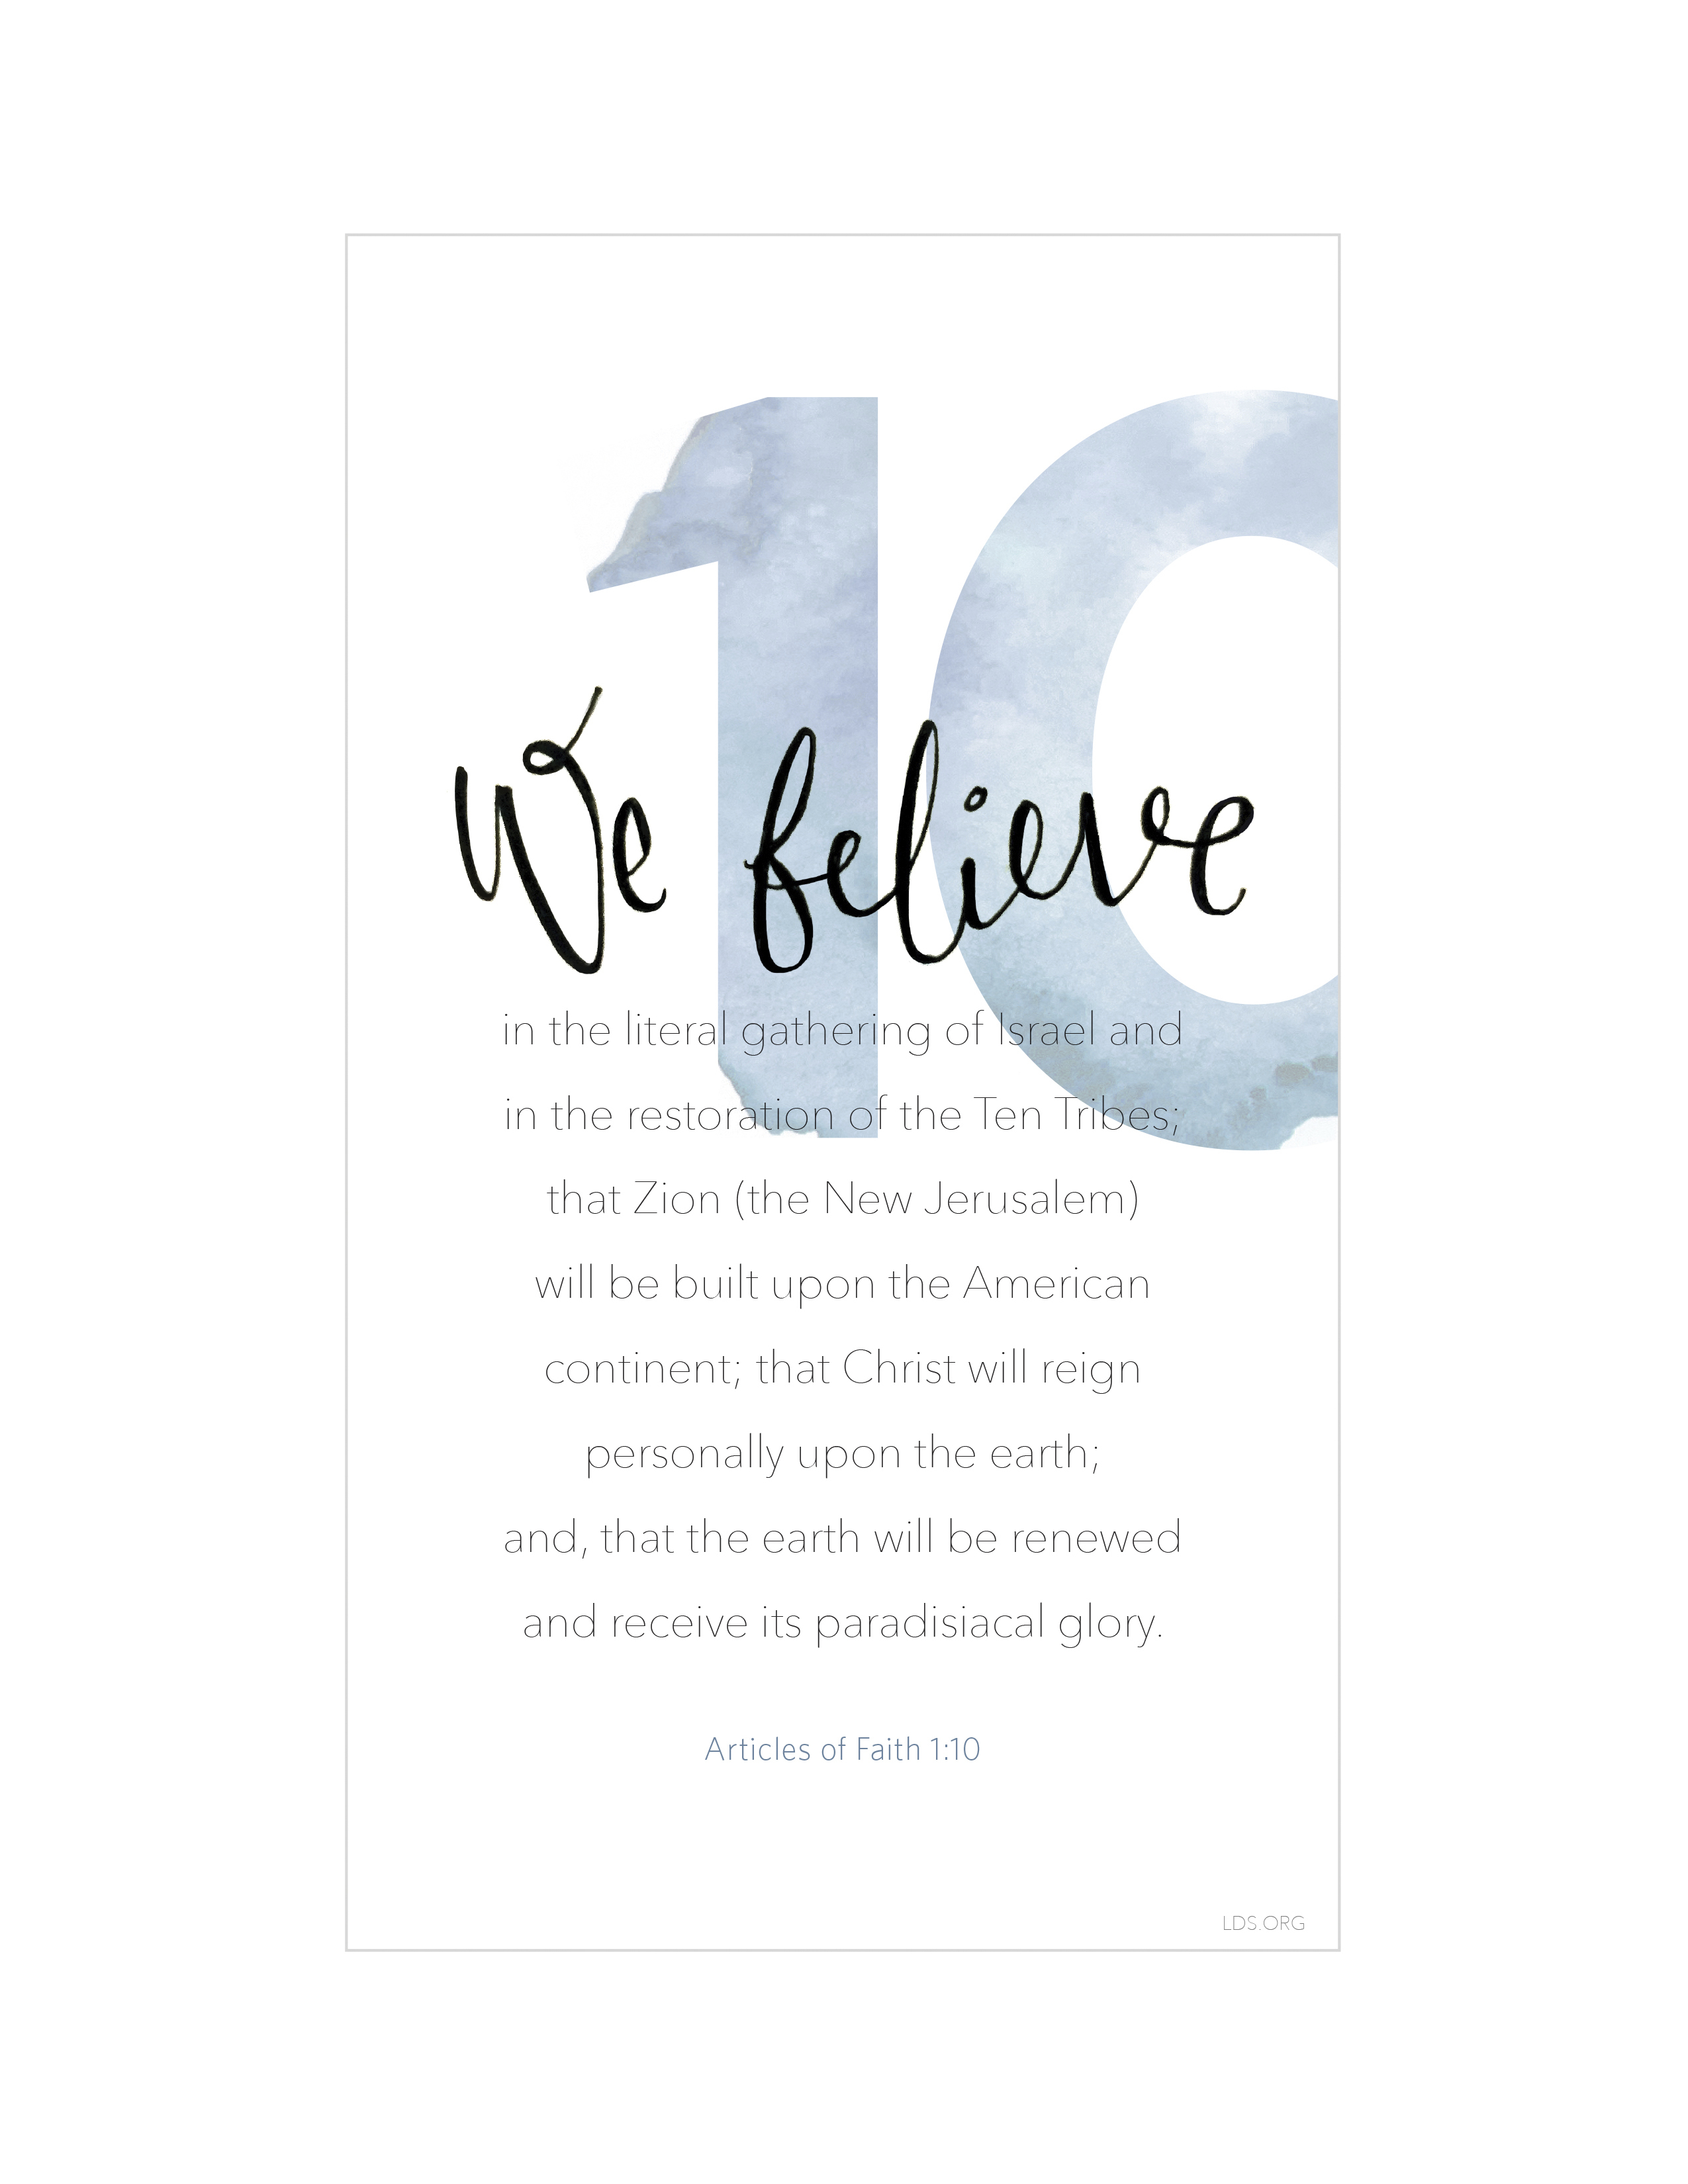 10
We believe
in the literal gathering of Israel and
in the restoration of the Ten Tribes;
that Zion (the New Jerusalem)
will be built upon the American
continent; that Christ will reign
personally upon the earth;
and, that the earth will be renewed
and receive its paradisiacal glory.
Articles of Faith 1:10
LDS.ORG